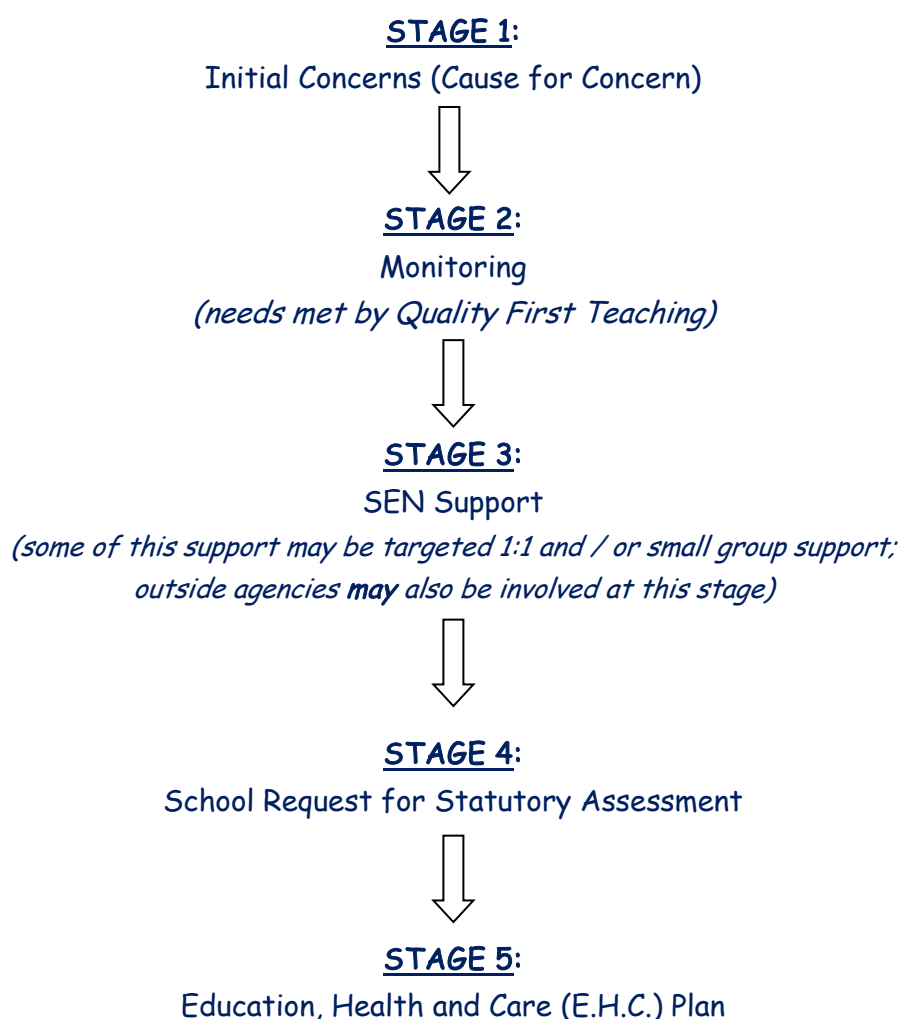 STAGE 1:
Initial Concerns (Cause for Concern)
STAGE 2:
Monitoring
(needs met by Quality First Teaching)
STAGE 3:
SEN Support
(some of this support may be targeted 1:1 and / or small group support;
outside agencies may also be involved at this stage)
STAGE 4:
School Request for Statutory Assessment
STAGE 5:
Education, Health and Care (E.H.C.) Plan